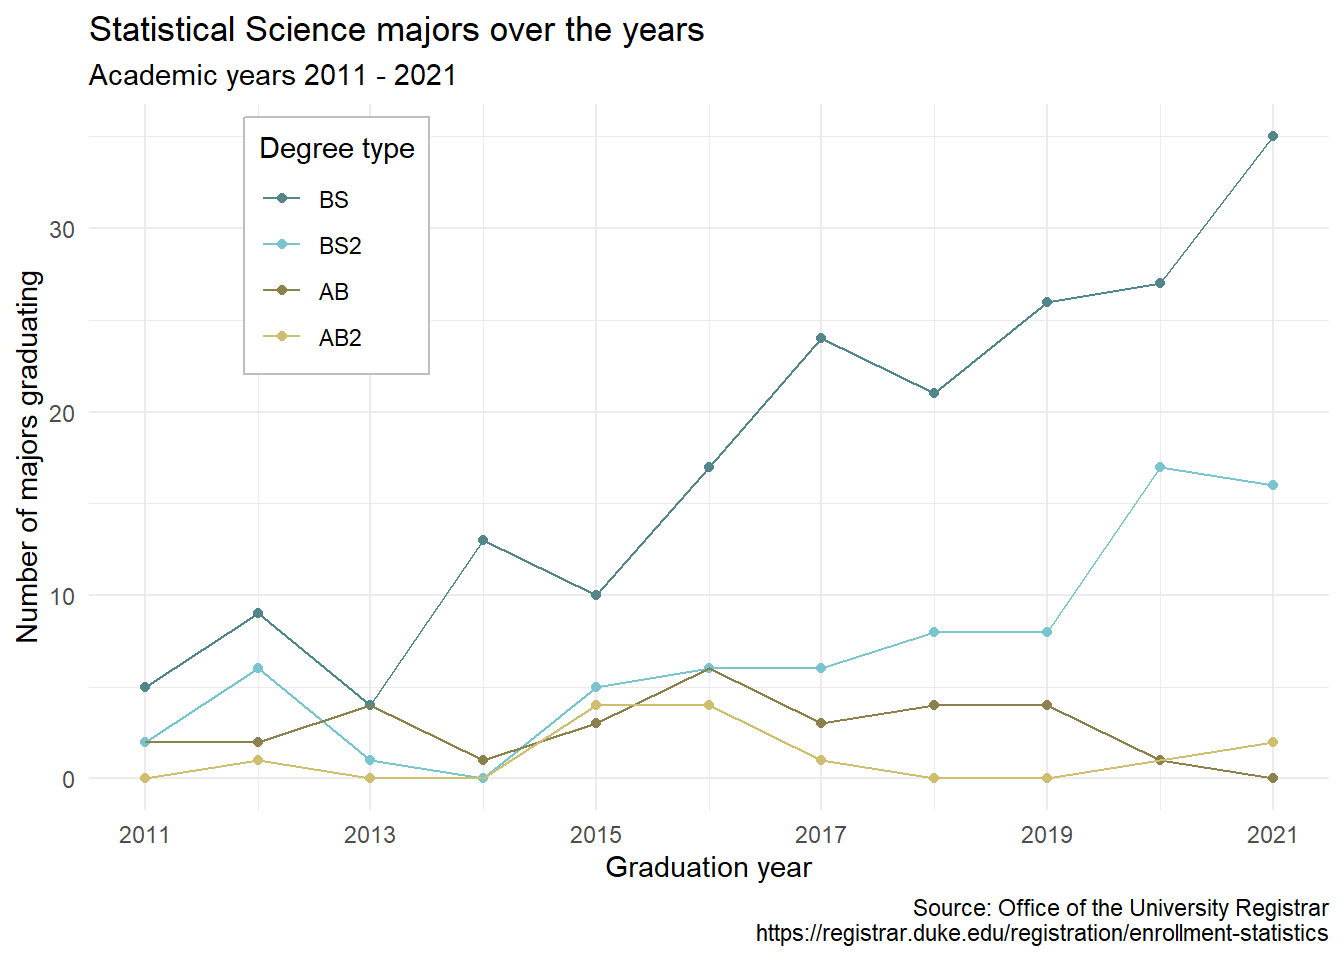 Statistical Science majors over the years
Academic years 2011 - 2021
Degree type
BS
BS2
AB
AB2
Number of majors graduating
30
20
10
0
2011 2013 2015 2017 2019 2021
Graduation year
Source: Office of the University Registrar
https://registrar.duke.edu/registration/enrollment-statistics